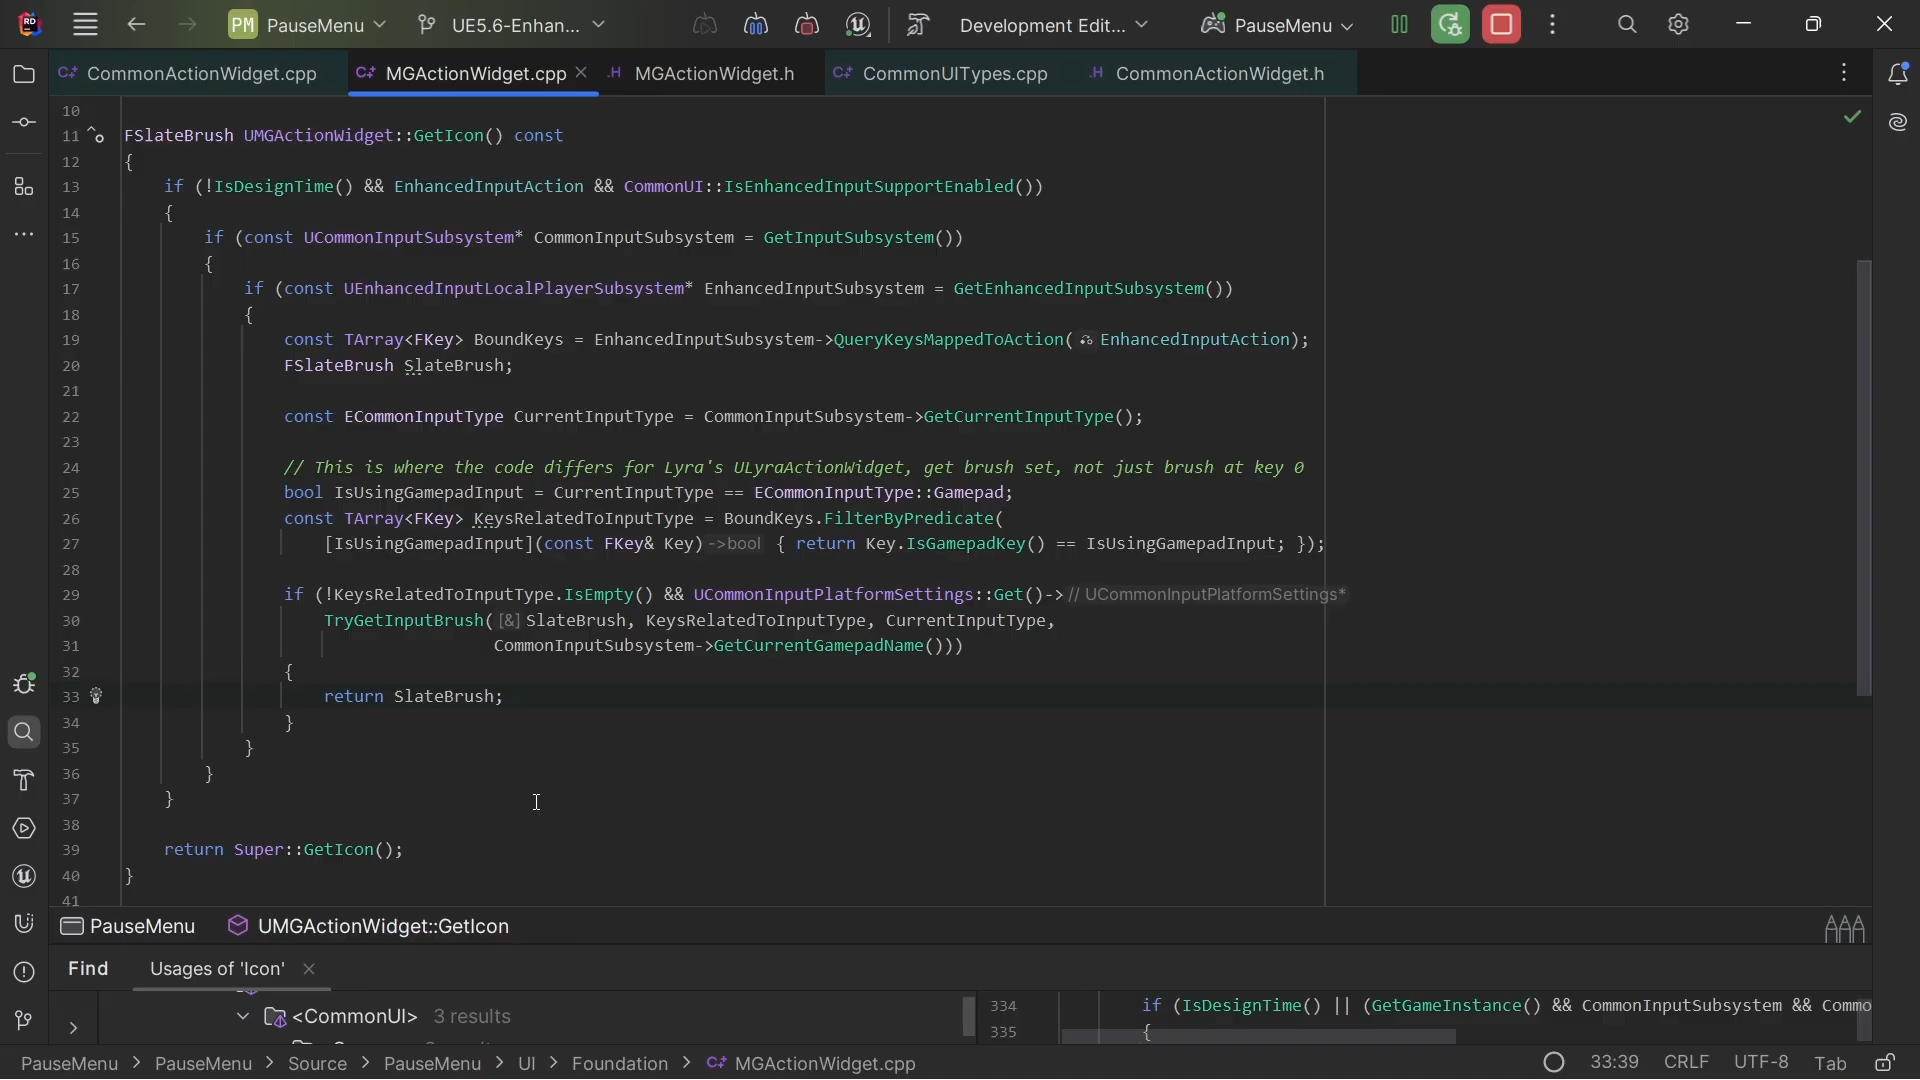 PM PauseMenu UE5.6-Enhan... Development Edit... PauseMenu
CommonActionWidget.cpp MGActionWidget.cpp MGActionWidget.h CommonUITypes.cpp CommonActionWidget.h
10
11 FSlateBrush UMGActionWidget::GetIcon() const
12 {
13 if (!IsDesignTime() && EnhancedInputAction && CommonUI::IsEnhancedInputSupportEnabled())
14 {
15 if (const UCommonInputSubsystem* CommonInputSubsystem = GetInputSubsystem())
16 {
17 if (const UEnhancedInputLocalPlayerSubsystem* EnhancedInputSubsystem = GetEnhancedInputSubsystem())
18 {
19 const TArray<FKey> BoundKeys = EnhancedInputSubsystem->QueryKeysMappedToAction(EnhancedInputAction);
20 FSlateBrush SlateBrush;
21
22 const ECommonInputType CurrentInputType = CommonInputSubsystem->GetCurrentInputType();
23
24 // This is where the code differs for Lyra's ULyraActionWidget, get brush set, not just brush at key 0
25 bool IsUsingGamepadInput = CurrentInputType == ECommonInputType::Gamepad;
26 const TArray<FKey> KeysRelatedToInputType = BoundKeys.FilterByPredicate(
27 [IsUsingGamepadInput](const FKey& Key) ->bool { return Key.IsGamepadKey() == IsUsingGamepadInput; });
28
29 if (!KeysRelatedToInputType.IsEmpty() && UCommonInputPlatformSettings::Get()-> // UCommonInputPlatformSettings*
30 TryGetInputBrush([&]SlateBrush, KeysRelatedToInputType, CurrentInputType,
31 CommonInputSubsystem->GetCurrentGamepadName()))
32 {
33 return SlateBrush;
34 }
35 }
36 }
37 }
38
39 return Super::GetIcon();
40 }
41
PauseMenu UMGActionWidget::GetIcon
Find Usages of 'Icon'
<CommonUI> 3 results
334 if (IsDesignTime() || (GetGameInstance() && CommonInputSubsystem && Commo
335 {
PauseMenu > PauseMenu > Source > PauseMenu > UI > Foundation > MGActionWidget.cpp 33:39 CRLF UTF-8 Tab